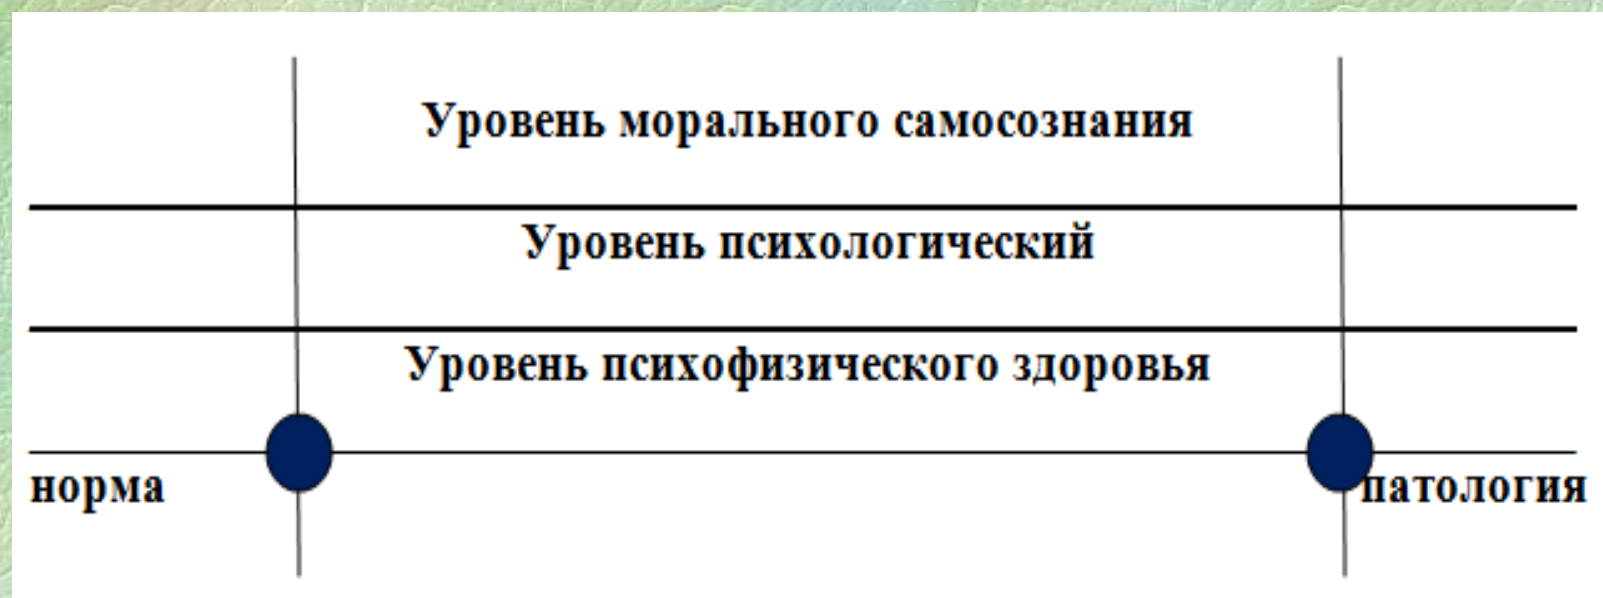 Уровень морального самосознания
Уровень психологический
Уровень психофизического здоровья
норма
патология